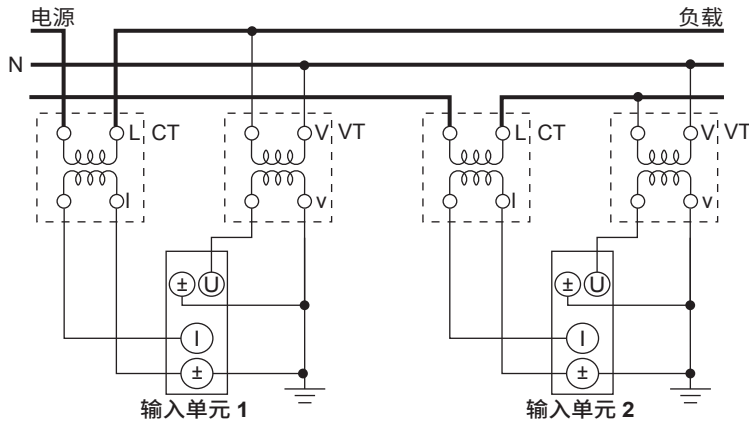 电源 负载
N
L CT V VT L CT V VT
l v l v
± U ± U
I I
± ±
输入单元 1 输入单元 2